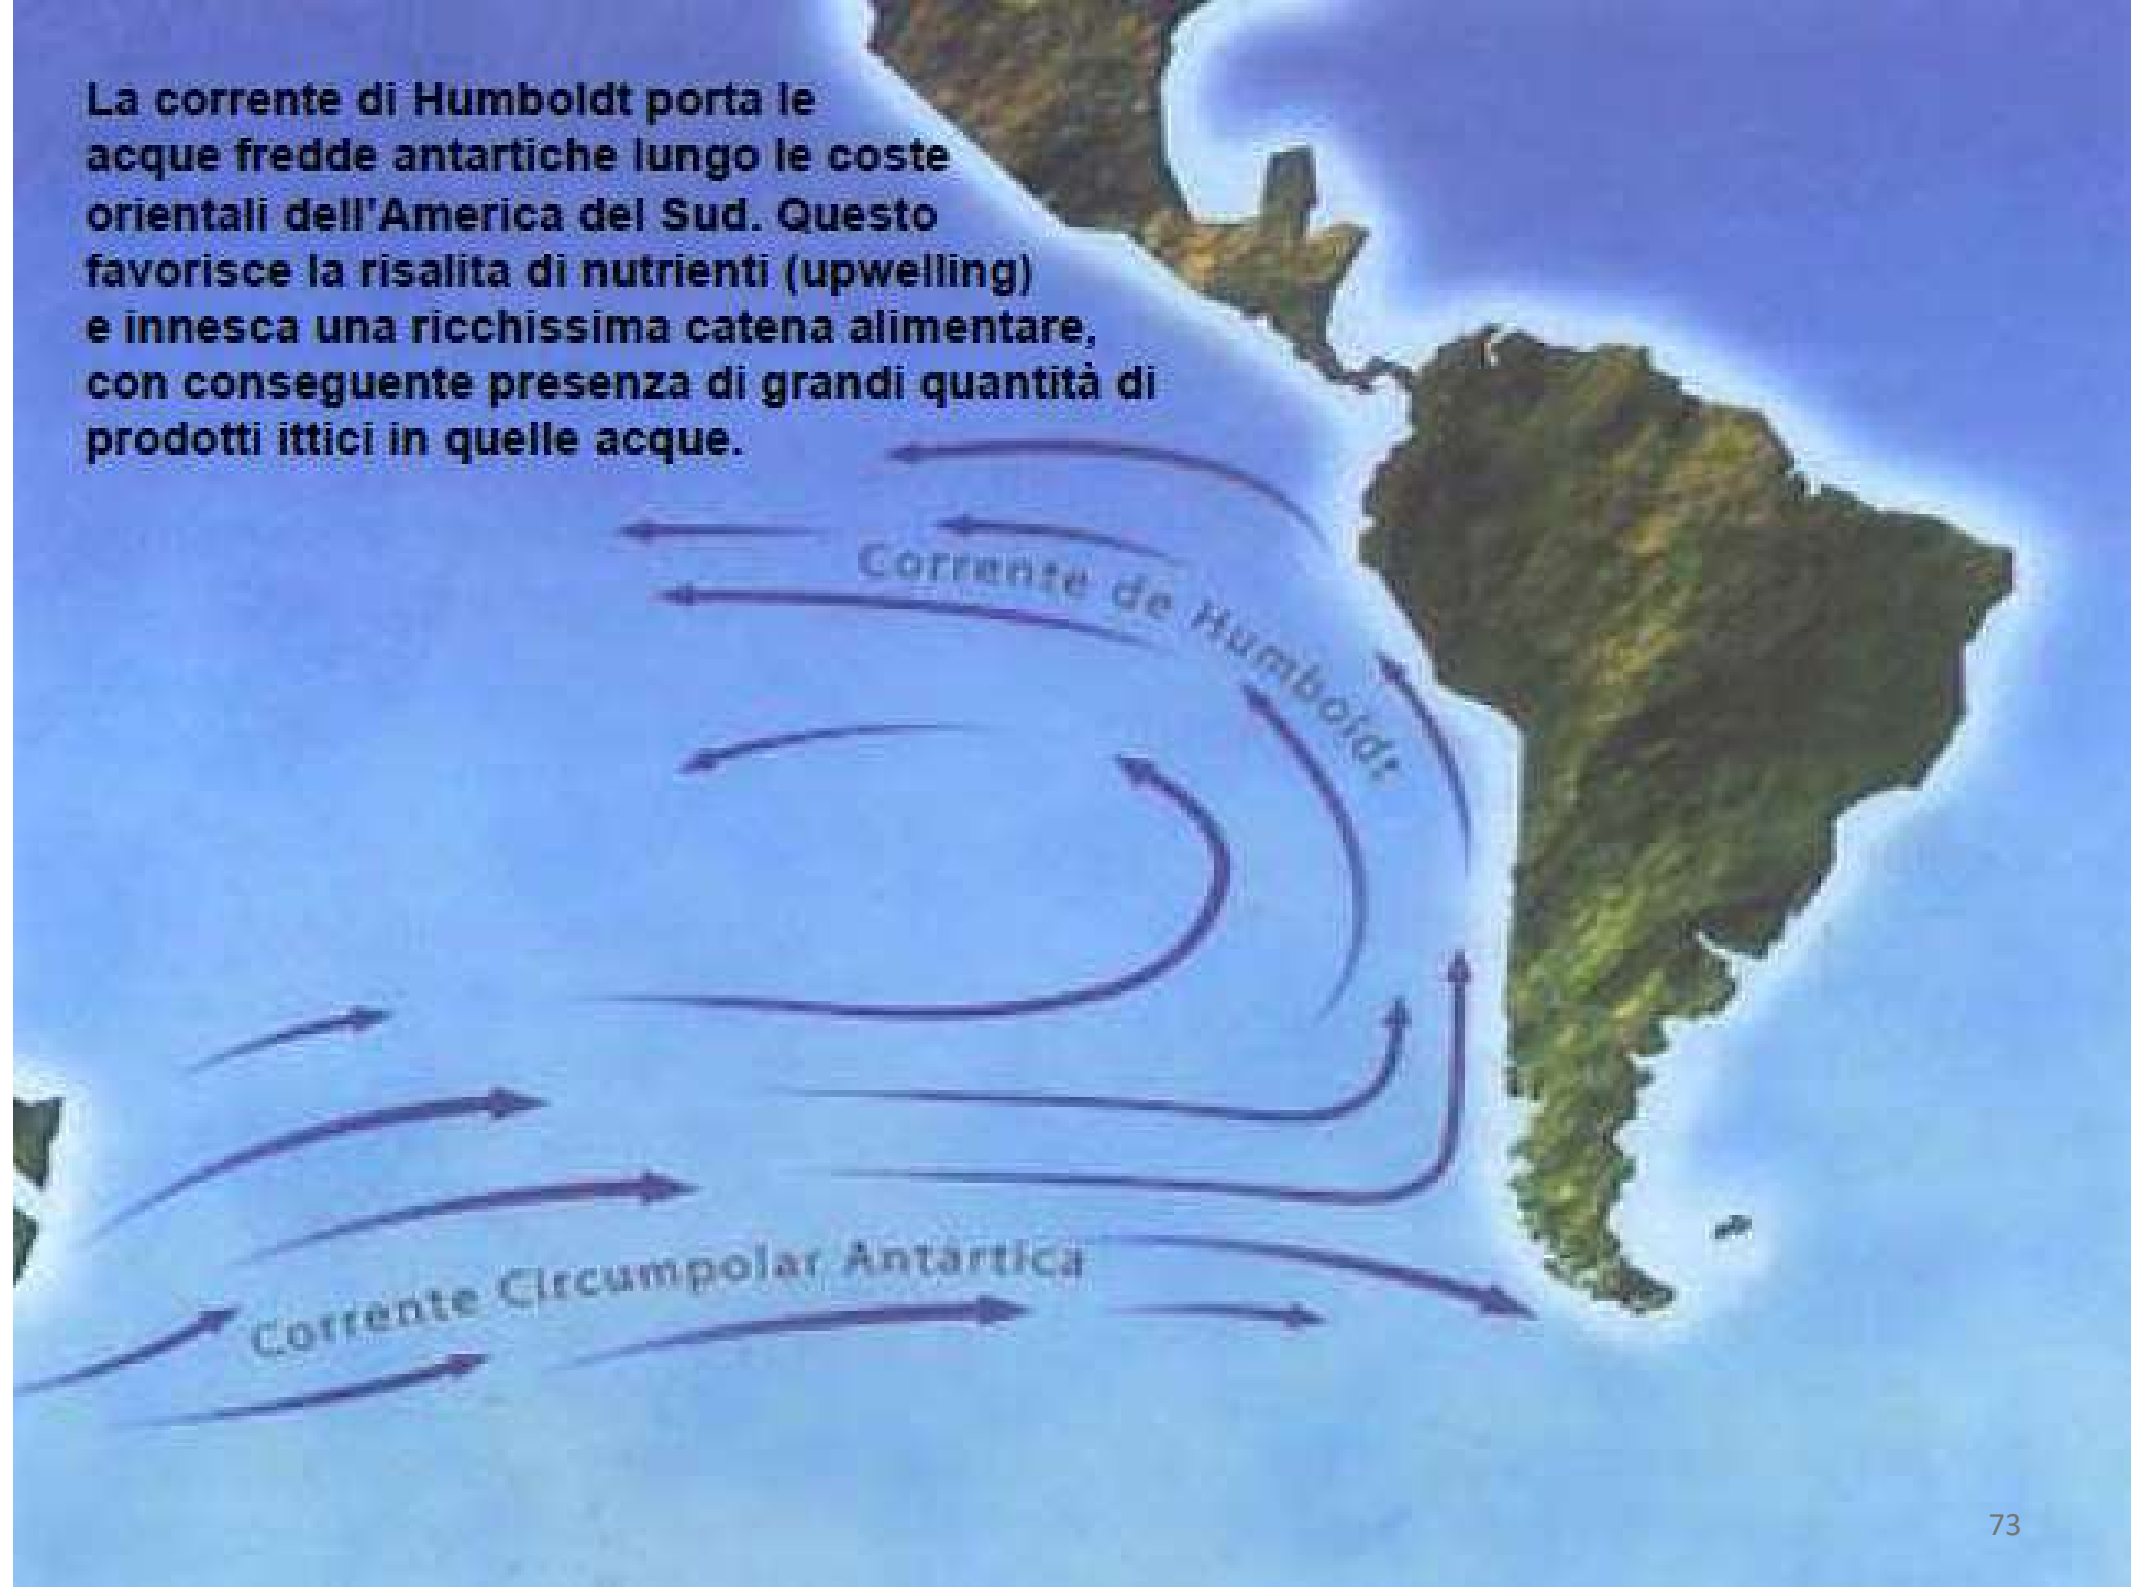 La corrente di Humboldt porta le
acque fredde antartiche lungo le coste
orientali dell'America del Sud. Questo
favorisce la risalita di nutrienti (upwelling)
e innesca una ricchissima catena alimentare,
con conseguente presenza di grandi quantità di
prodotti ittici in quelle acque.
Corrente de Humboldt
Corrente Circumpolar Antártica
73